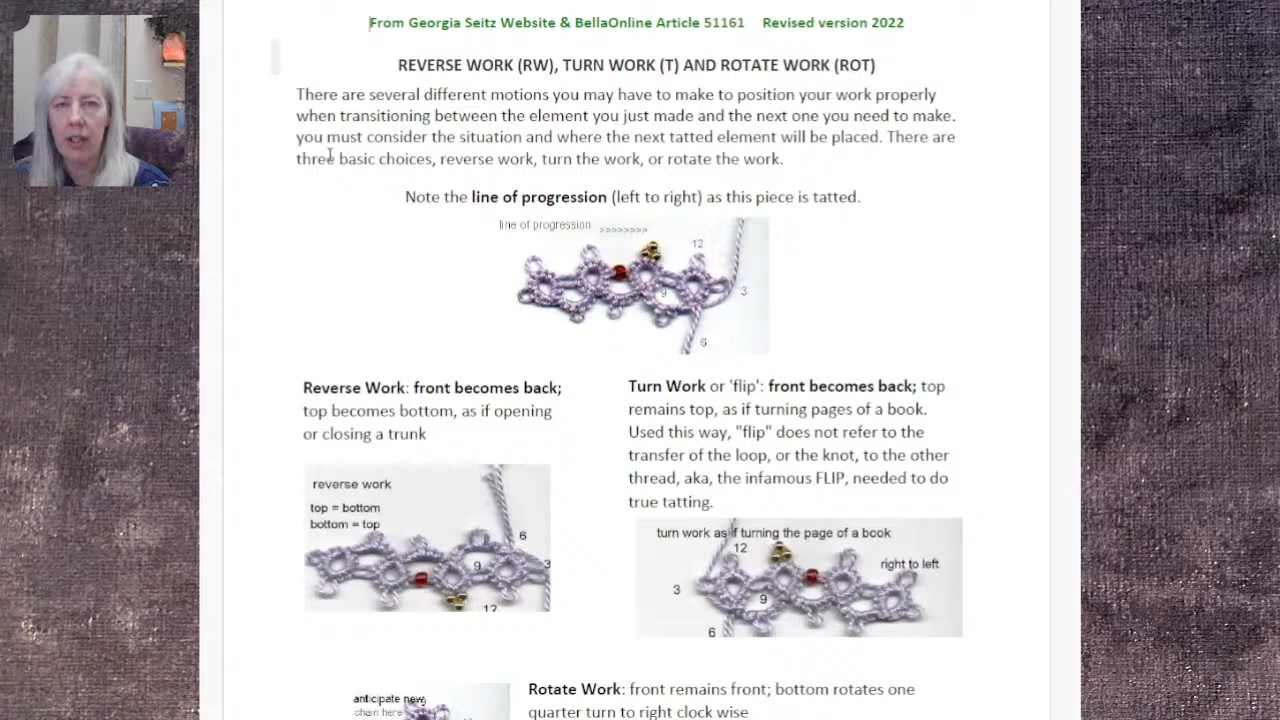 From Georgia Seitz Website & BellaOnline Article 51161 Revised version 2022
REVERSE WORK (RW), TURN WORK (T) AND ROTATE WORK (ROT)
There are several different motions you may have to make to position your work properly
when transitioning between the element you just made and the next one you need to make.
you must consider the situation and where the next tatted element will be placed. There are
three basic choices, reverse work, turn the work, or rotate the work.
Note the line of progression (left to right) as this piece is tatted.
line of progression >>>>>>>>
12
9
3
6
Reverse Work: front becomes back;
top becomes bottom, as if opening
or closing a trunk
reverse work
top = bottom
bottom = top
6
9
3
12
Turn Work or 'flip': front becomes back; top
remains top, as if turning pages of a book.
Used this way, "flip" does not refer to the
transfer of the loop, or the knot, to the other
thread, aka, the infamous FLIP, needed to do
true tatting.
turn work as if turning the page of a book
12
right to left
3
9
6
anticipate new
chain here
Rotate Work: front remains front; bottom rotates one
quarter turn to right clock wise